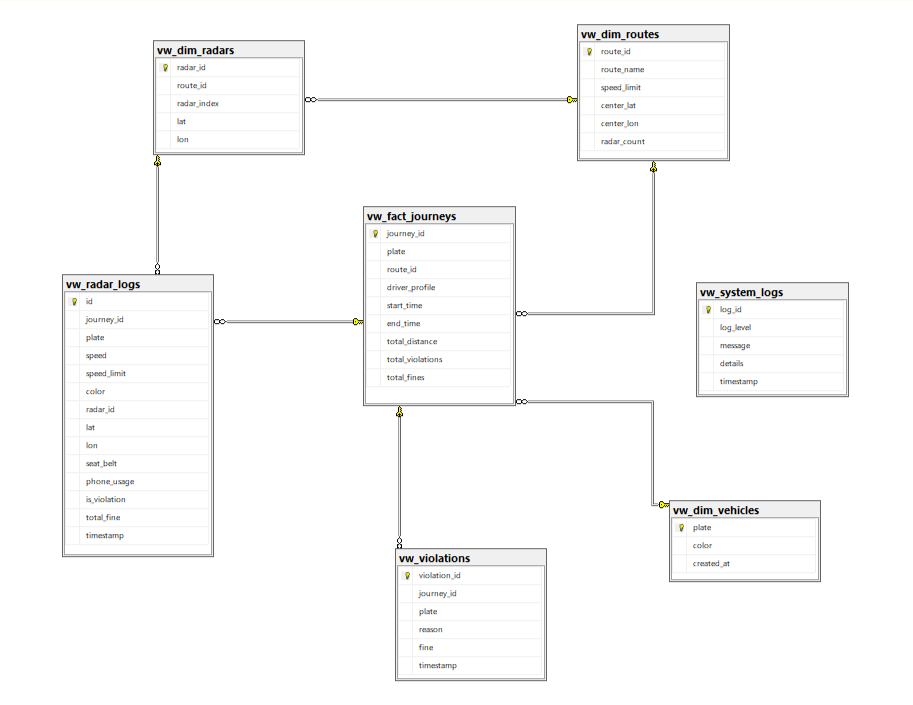 vw_dim_radars
radar_id
route_id
radar_index
lat
lon
vw_dim_routes
route_id
route_name
speed_limit
center_lat
center_lon
radar_count
vw_fact_journeys
journey_id
plate
route_id
driver_profile
start_time
end_time
total_distance
total_violations
total_fines
vw_radar_logs
id
journey_id
plate
speed
speed_limit
color
radar_id
lat
lon
seat_belt
phone_usage
is_violation
total_fine
timestamp
vw_system_logs
log_id
log_level
message
details
timestamp
vw_dim_vehicles
plate
color
created_at
vw_violations
violation_id
journey_id
plate
reason
fine
timestamp